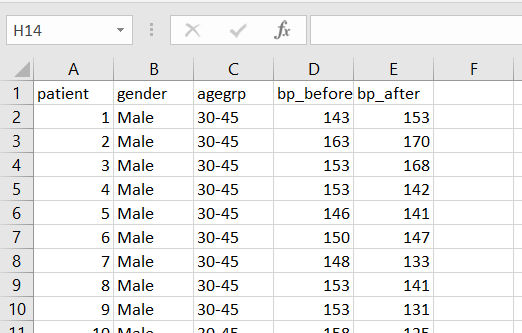 H14 fx
A B C D E F
1 patient gender agegrp bp_before bp_after
2 1 Male 30-45 143 153
3 2 Male 30-45 163 170
4 3 Male 30-45 153 168
5 4 Male 30-45 153 142
6 5 Male 30-45 146 141
7 6 Male 30-45 150 147
8 7 Male 30-45 148 133
9 8 Male 30-45 153 141
10 9 Male 30-45 153 131
11 10 Male 30-45 158 125